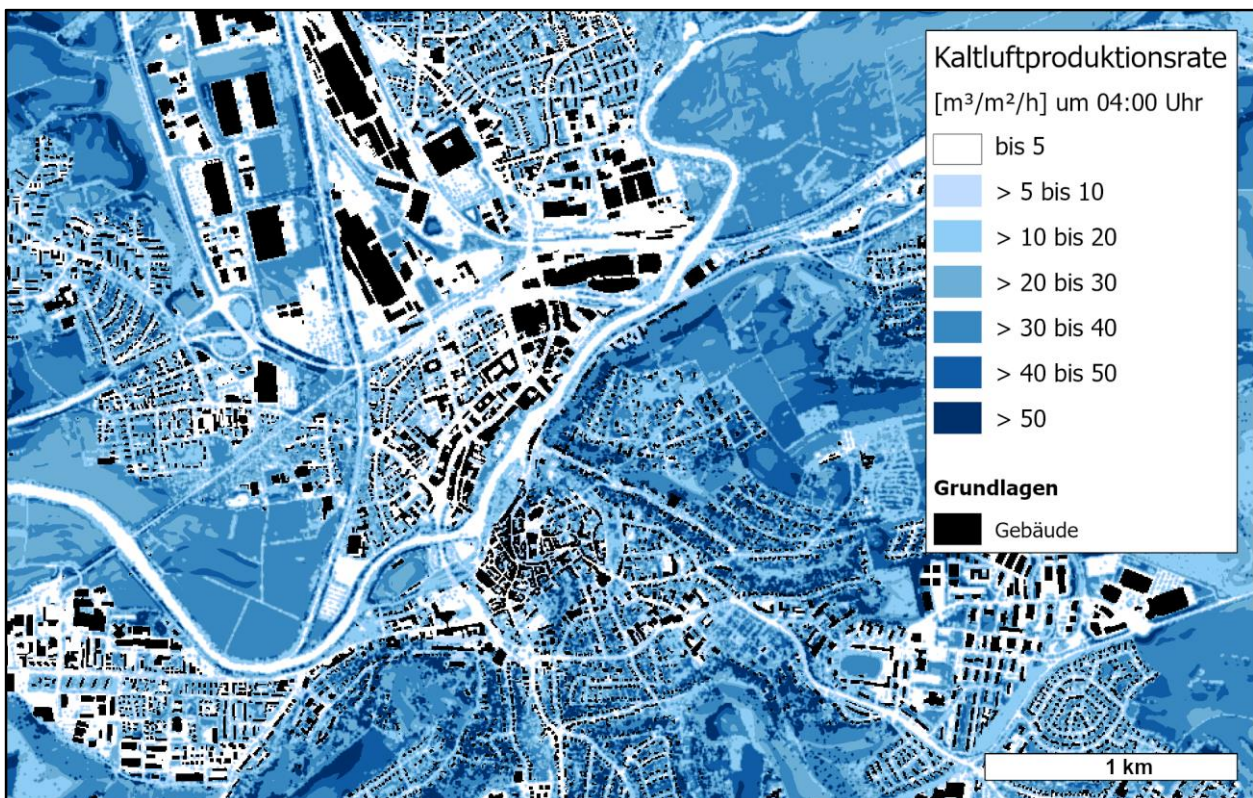 Kaltluftproduktionsrate
[m³/m²/h] um 04:00 Uhr
bis 5
> 5 bis 10
> 10 bis 20
> 20 bis 30
> 30 bis 40
> 40 bis 50
> 50
Grundlagen
Gebäude
1 km